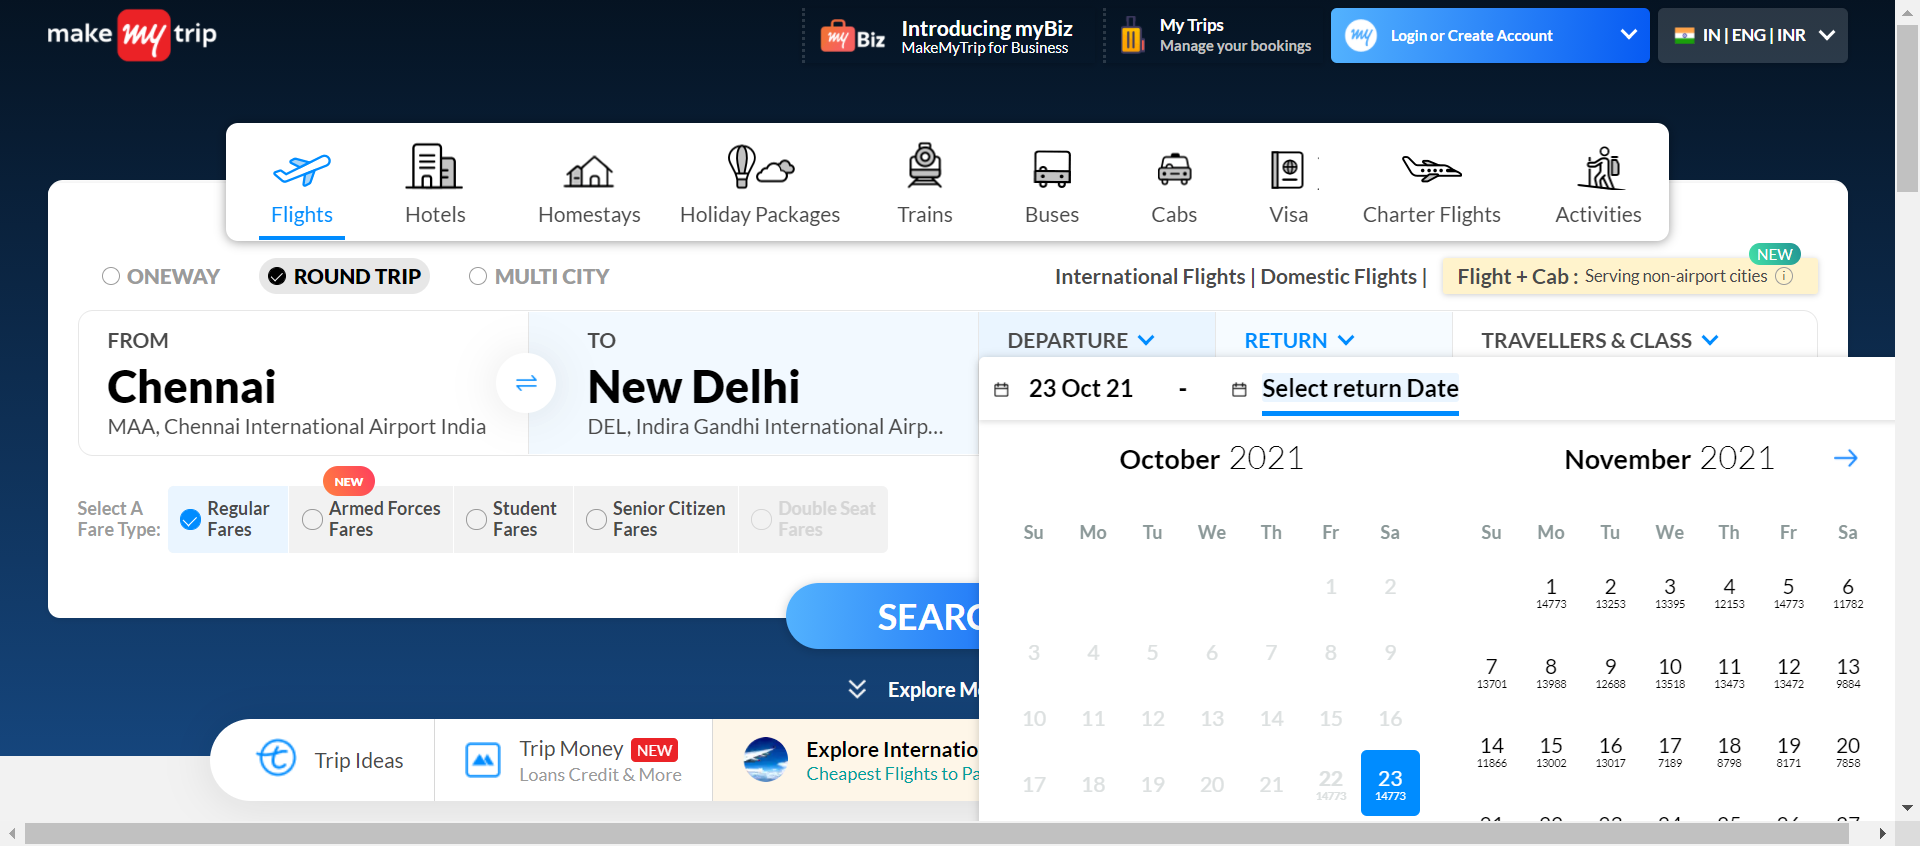 make my trip
my Biz
Introducing myBiz
MakeMyTrip for Business
My Trips
Manage your bookings
my
Login or Create Account
IN | ENG | INR
Flights
Hotels
Homestays
Holiday Packages
Trains
Buses
Cabs
Visa
Charter Flights
Activities
ONEWAY
ROUND TRIP
MULTI CITY
International Flights | Domestic Flights |
NEW
Flight + Cab : Serving non-airport cities
FROM
Chennai
MAA, Chennai International Airport India
TO
New Delhi
DEL, Indira Gandhi International Airp...
DEPARTURE
RETURN
TRAVELLERS & CLASS
23 Oct 21 - Select return Date
Select A
Fare Type:
Regular
Fares
NEW
Armed Forces
Fares
Student
Fares
Senior Citizen
Fares
Double Seat
Fares
SEARC
Explore M
Trip Ideas
Trip Money NEW
Loans Credit & More
Explore Internatio
Cheapest Flights to Pa
October 2021
Su Mo Tu We Th Fr Sa
1 2
3 4 5 6 7 8 9
10 11 12 13 14 15 16
17 18 19 20 21 22 23
14773 14773
November 2021
Su Mo Tu We Th Fr Sa
1 2 3 4 5 6
14773 13253 13395 12153 14773 11782
7 8 9 10 11 12 13
13701 13988 12688 13518 13473 13472 9884
14 15 16 17 18 19 20
11866 13002 13017 7189 8798 8171 7858